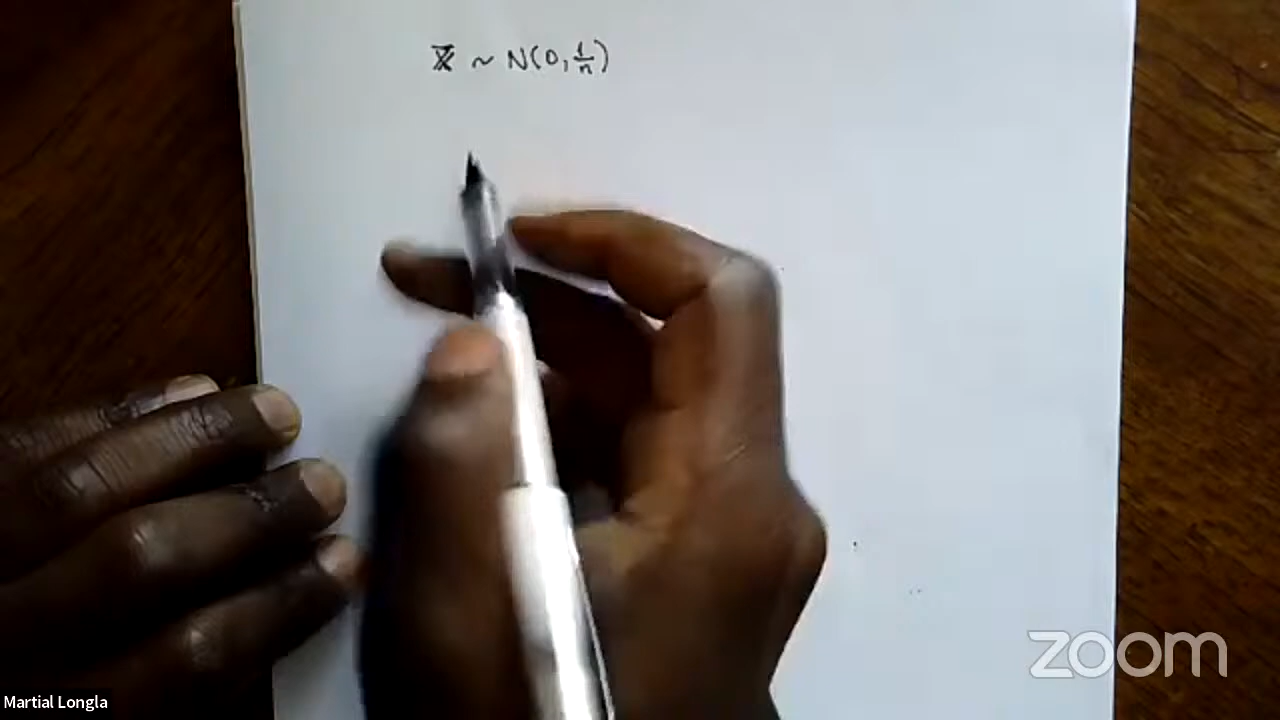 X̅ ~ N(0, 1/n)
Martial Longla
zoom